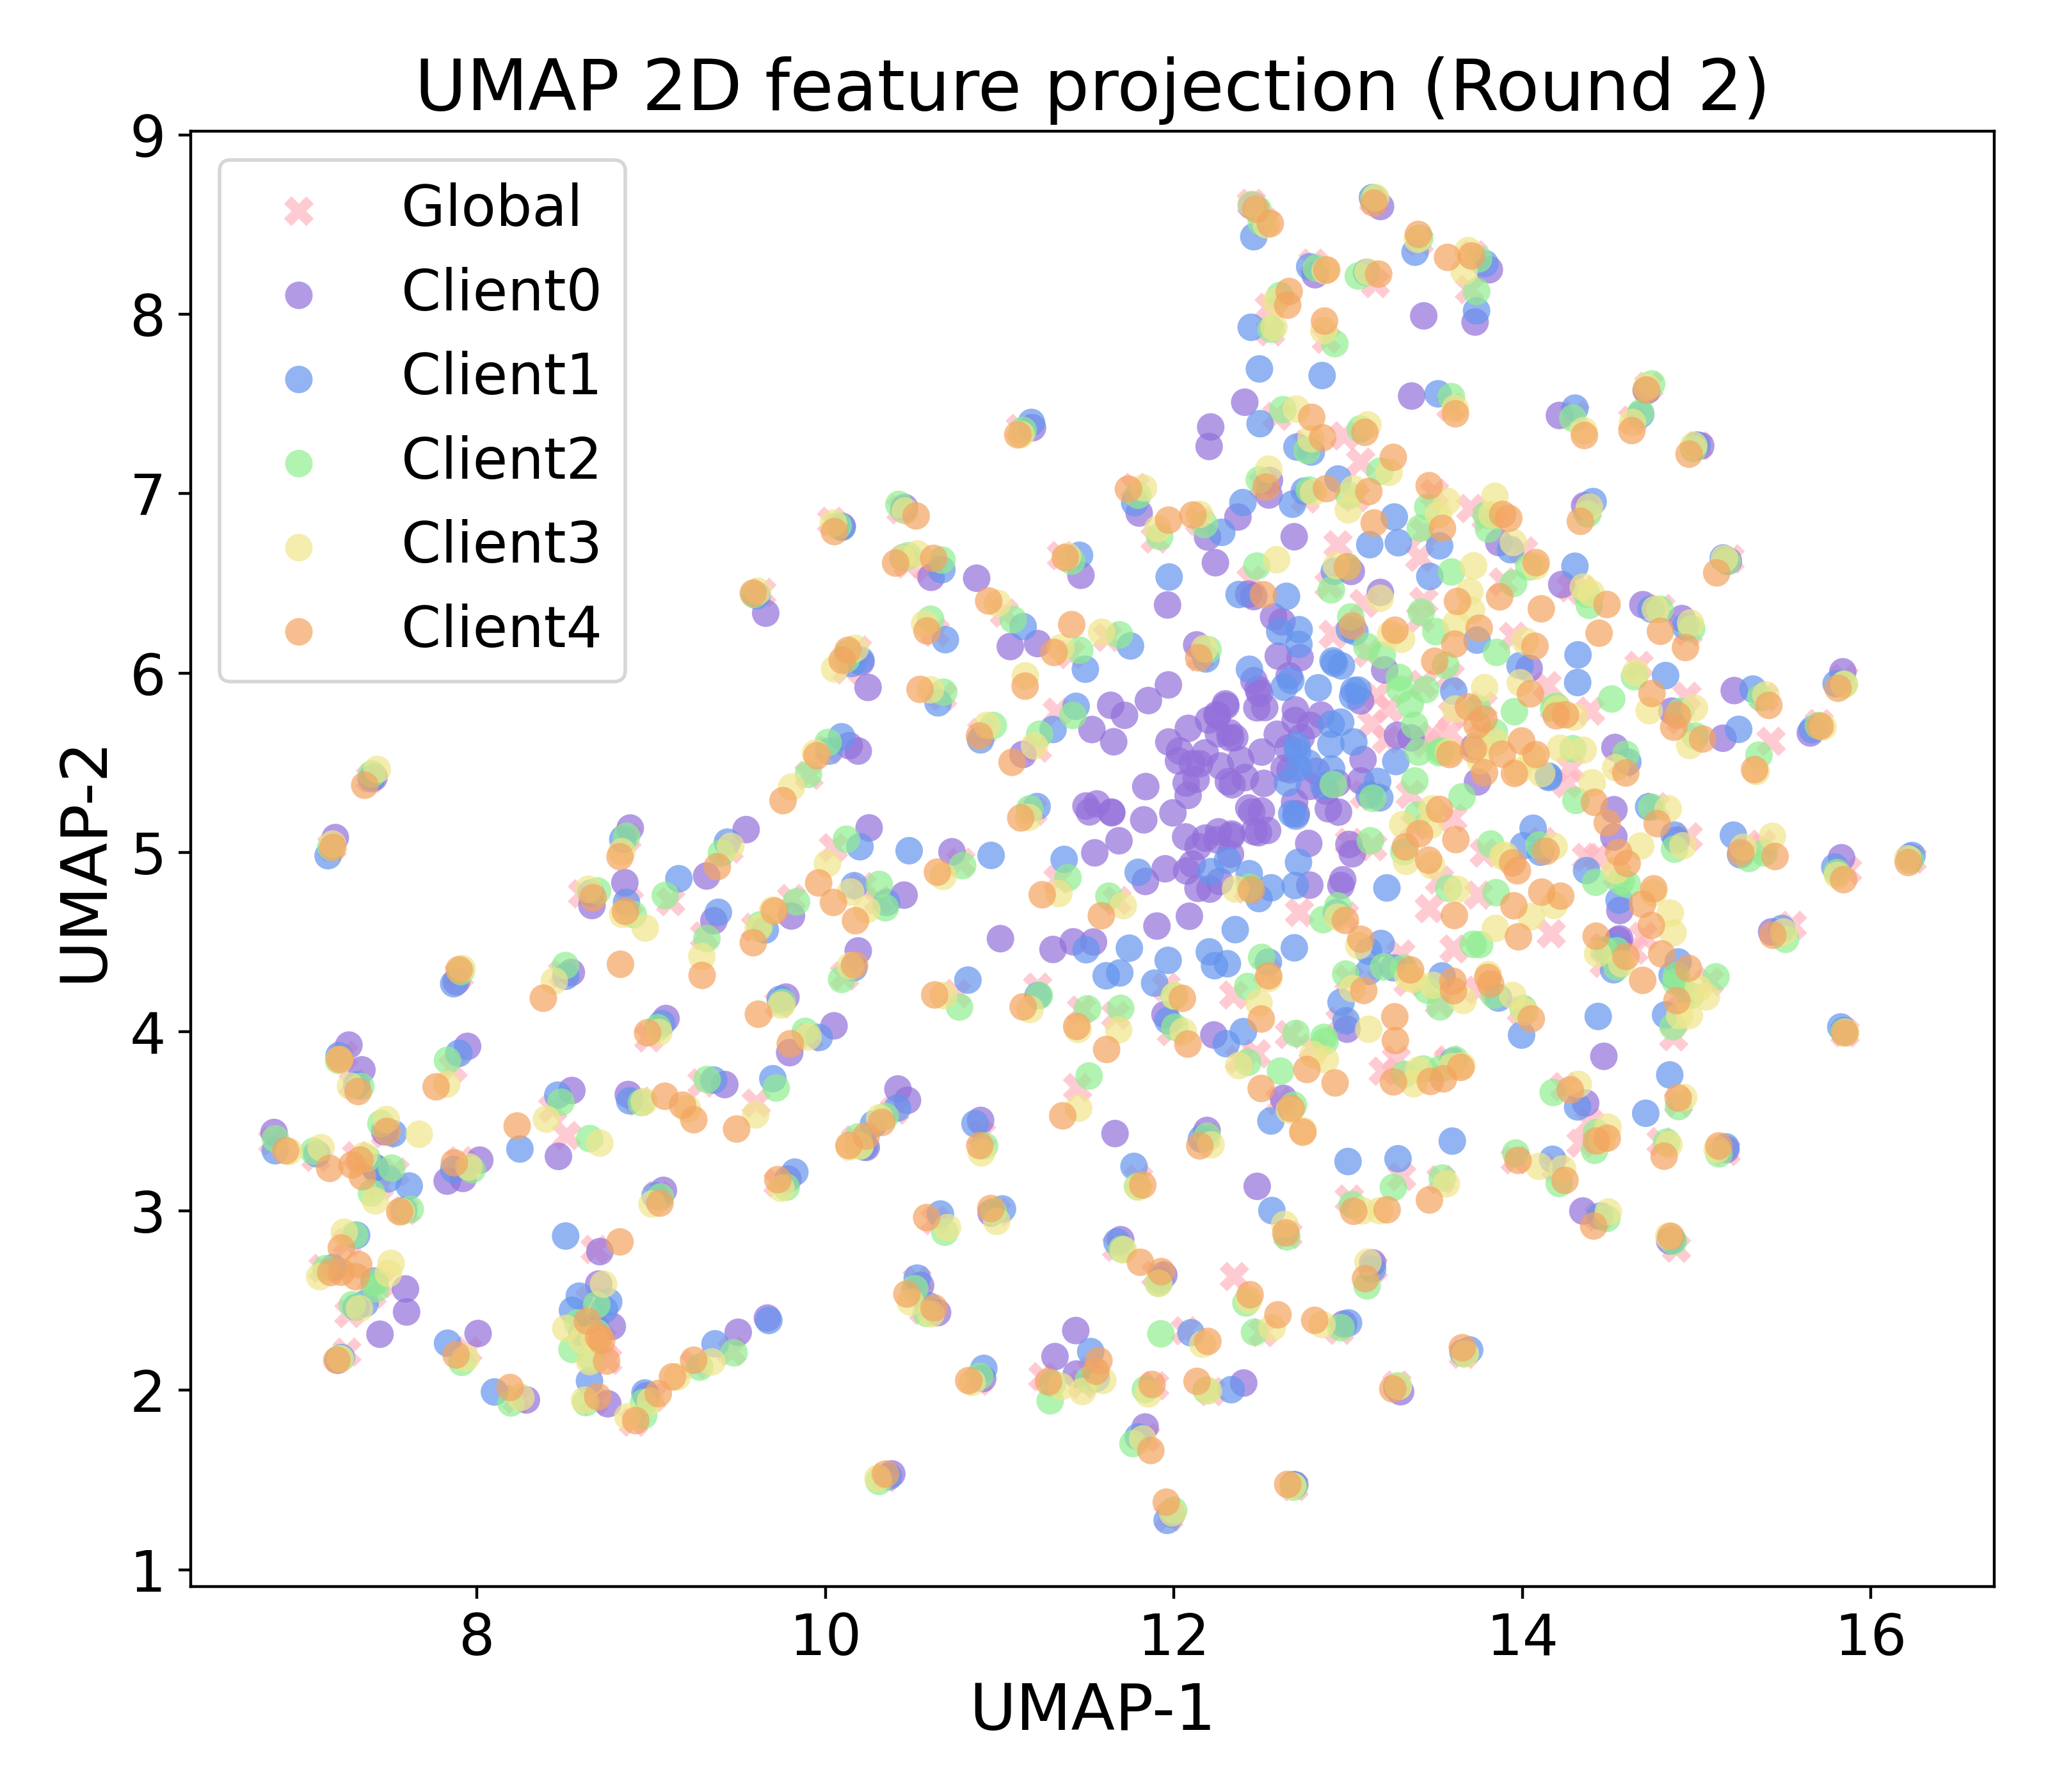 UMAP 2D feature projection (Round 2)
9
8
7
6
5
4
3
2
1
UMAP-2
Global
Client0
Client1
Client2
Client3
Client4
8 10 12 14 16
UMAP-1